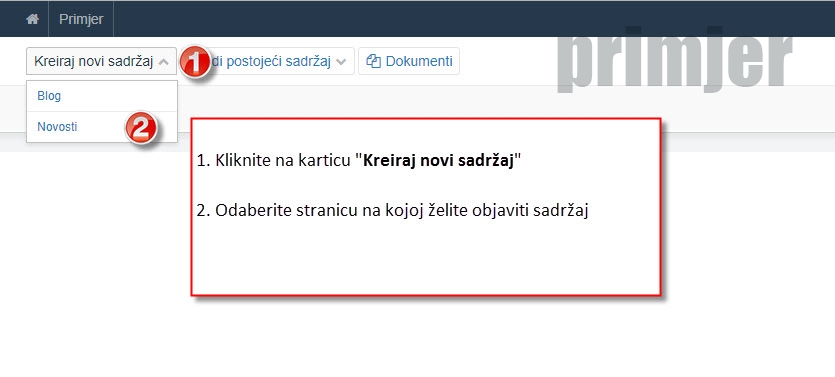 Primjer
primjer
Kreiraj novi sadržaj 1 di postojeći sadržaj Dokumenti
Blog
Novosti 2
1. Kliknite na karticu "Kreiraj novi sadržaj"
2. Odaberite stranicu na kojoj želite objaviti sadržaj